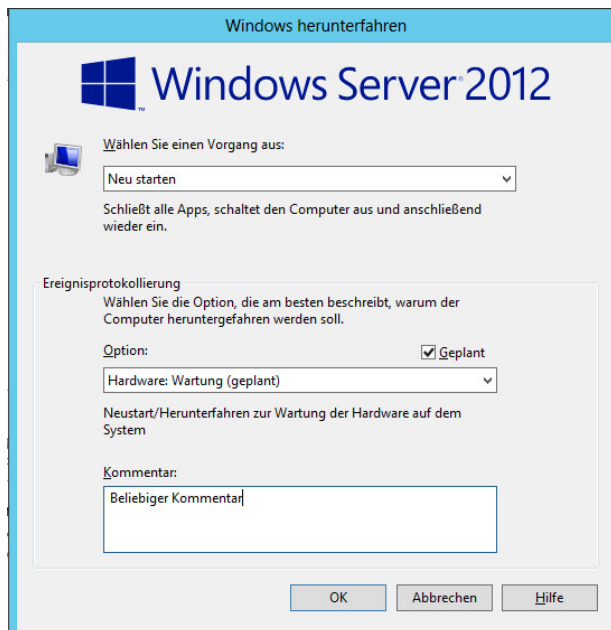 Windows herunterfahren
Windows Server 2012
Wählen Sie einen Vorgang aus:
Neu starten
Schließt alle Apps, schaltet den Computer aus und anschließend
wieder ein.
Ereignisprotokollierung
Wählen Sie die Option, die am besten beschreibt, warum der
Computer heruntergefahren werden soll.
Option:
Geplant
Hardware: Wartung (geplant)
Neustart/Herunterfahren zur Wartung der Hardware auf dem
System
Kommentar:
Beliebiger Kommentar
OK
Abbrechen
Hilfe